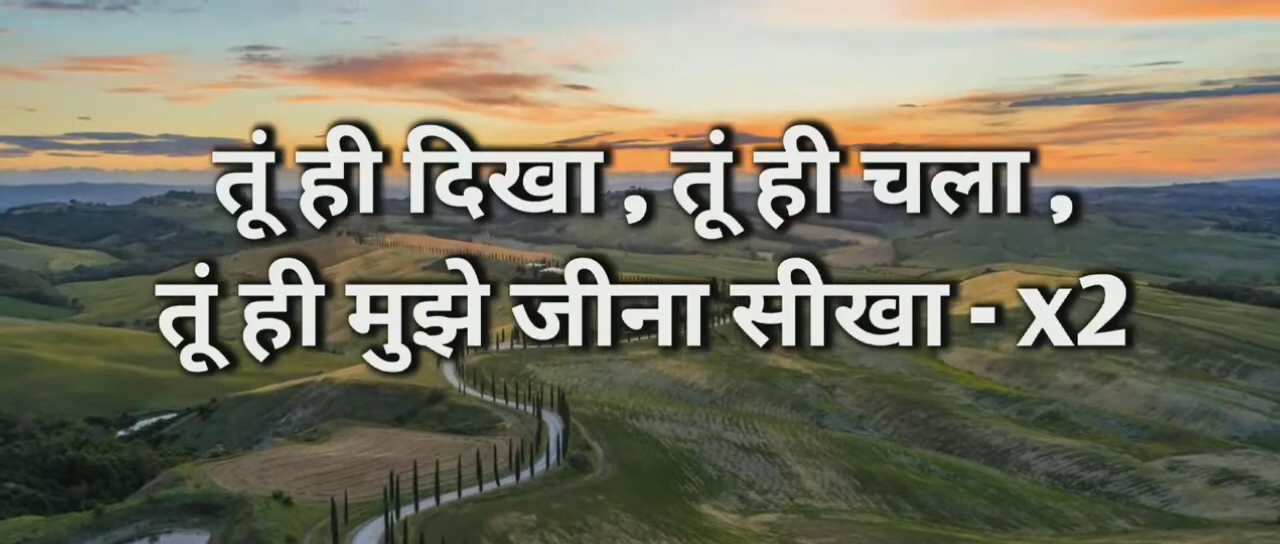 तूं ही दिखा , तूं ही चला ,
तूं ही मुझे जीना सीखा - x2